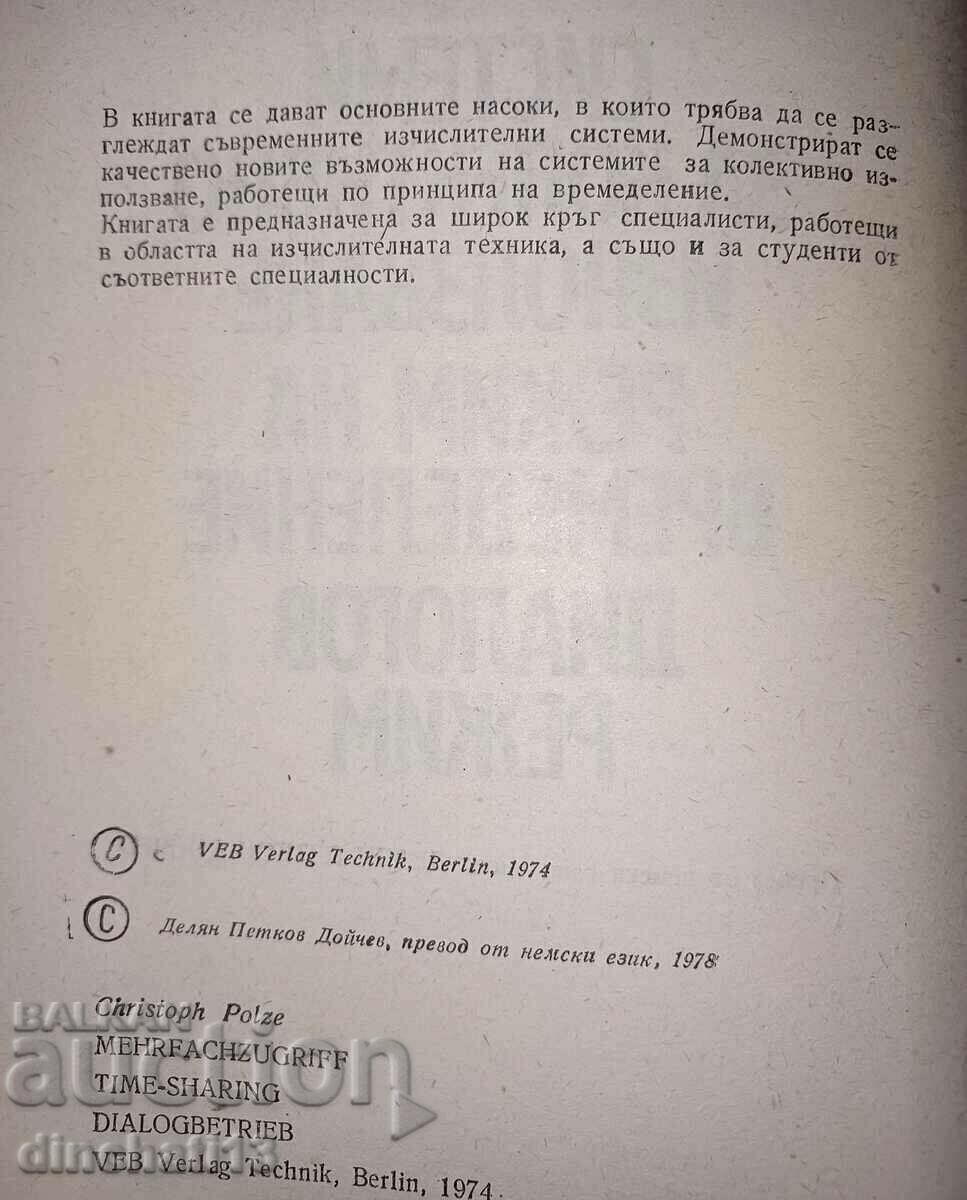 В книгата се дават основните насоки, в които трябва да се раз-
глеждат съвременните изчислителни системи. Демонстрират се
качествено новите възможности на системите за колективно из-
ползване, работещи по принципа на времеделение.
Книгата е предназначена за широк кръг специалисти, работещи
в областта на изчислителната техника, а също и за студенти от
съответните специалности.
© VEB Verlag Technik, Berlin, 1974
© Делян Петков Дойчев, превод от немски език, 1978
Christoph Polze
MEHRFACHZUGRIFF
TIME-SHARING
DIALOGBETRIEB
VEB Verlag Technik, Berlin, 1974
BALKAN
auction